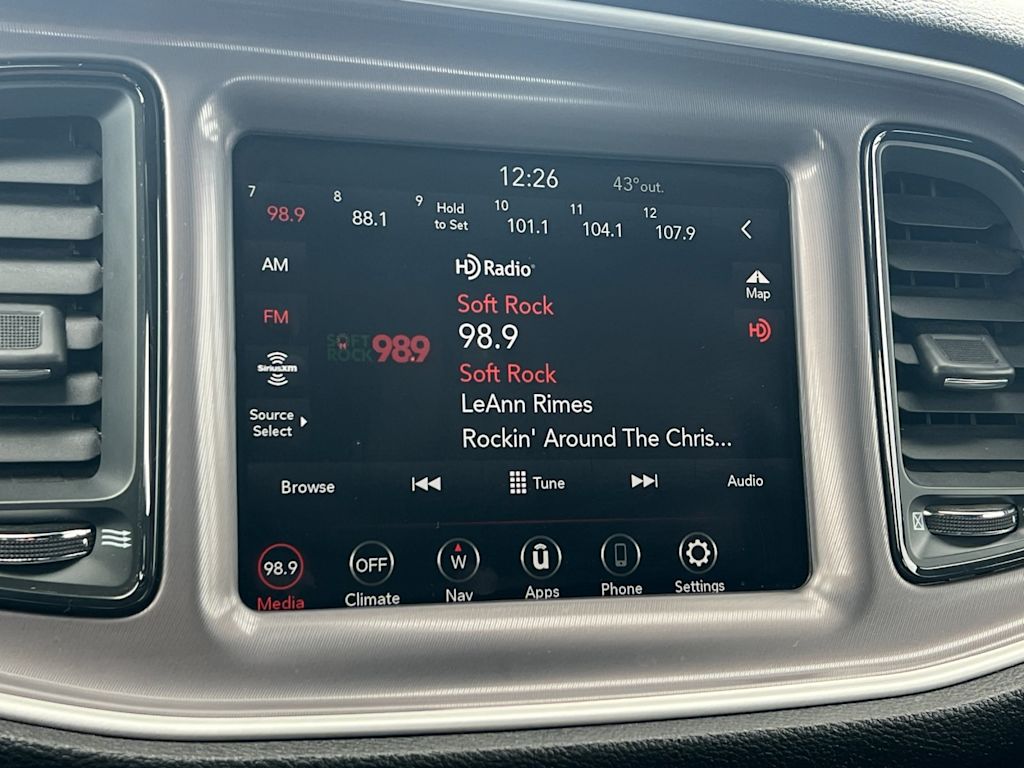 12:26 43°out.
7 98.9 8 88.1 9 Hold to Set 10 101.1 11 104.1 12 107.9
AM
HD Radio
Map
Soft Rock
FM
98.9
HD
SOFT ROCK 98.9
Soft Rock
SiriusXM
LeAnn Rimes
Source
Select
Rockin' Around The Chris...
Browse
Tune
Audio
98.9
OFF
W
u
Media
Climate
Nav
Apps
Phone
Settings